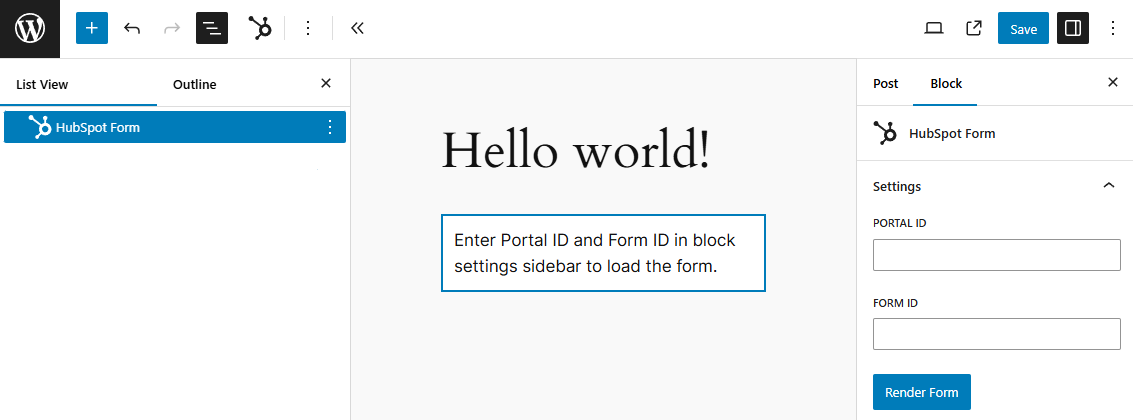 Save
List View
Outline
HubSpot Form
Hello world!
Enter Portal ID and Form ID in block
settings sidebar to load the form.
Post
Block
HubSpot Form
Settings
PORTAL ID
FORM ID
Render Form